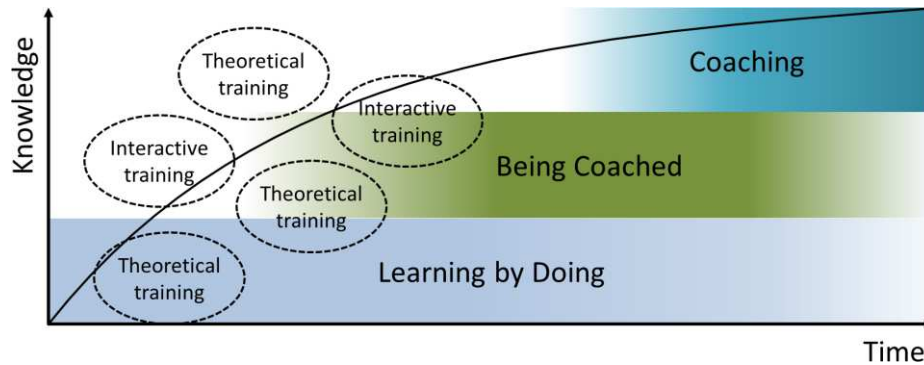 Knowledge
Theoretical
training
Coaching
Interactive
training
Interactive
training
Being Coached
Theoretical
training
Theoretical
training
Learning by Doing
Time